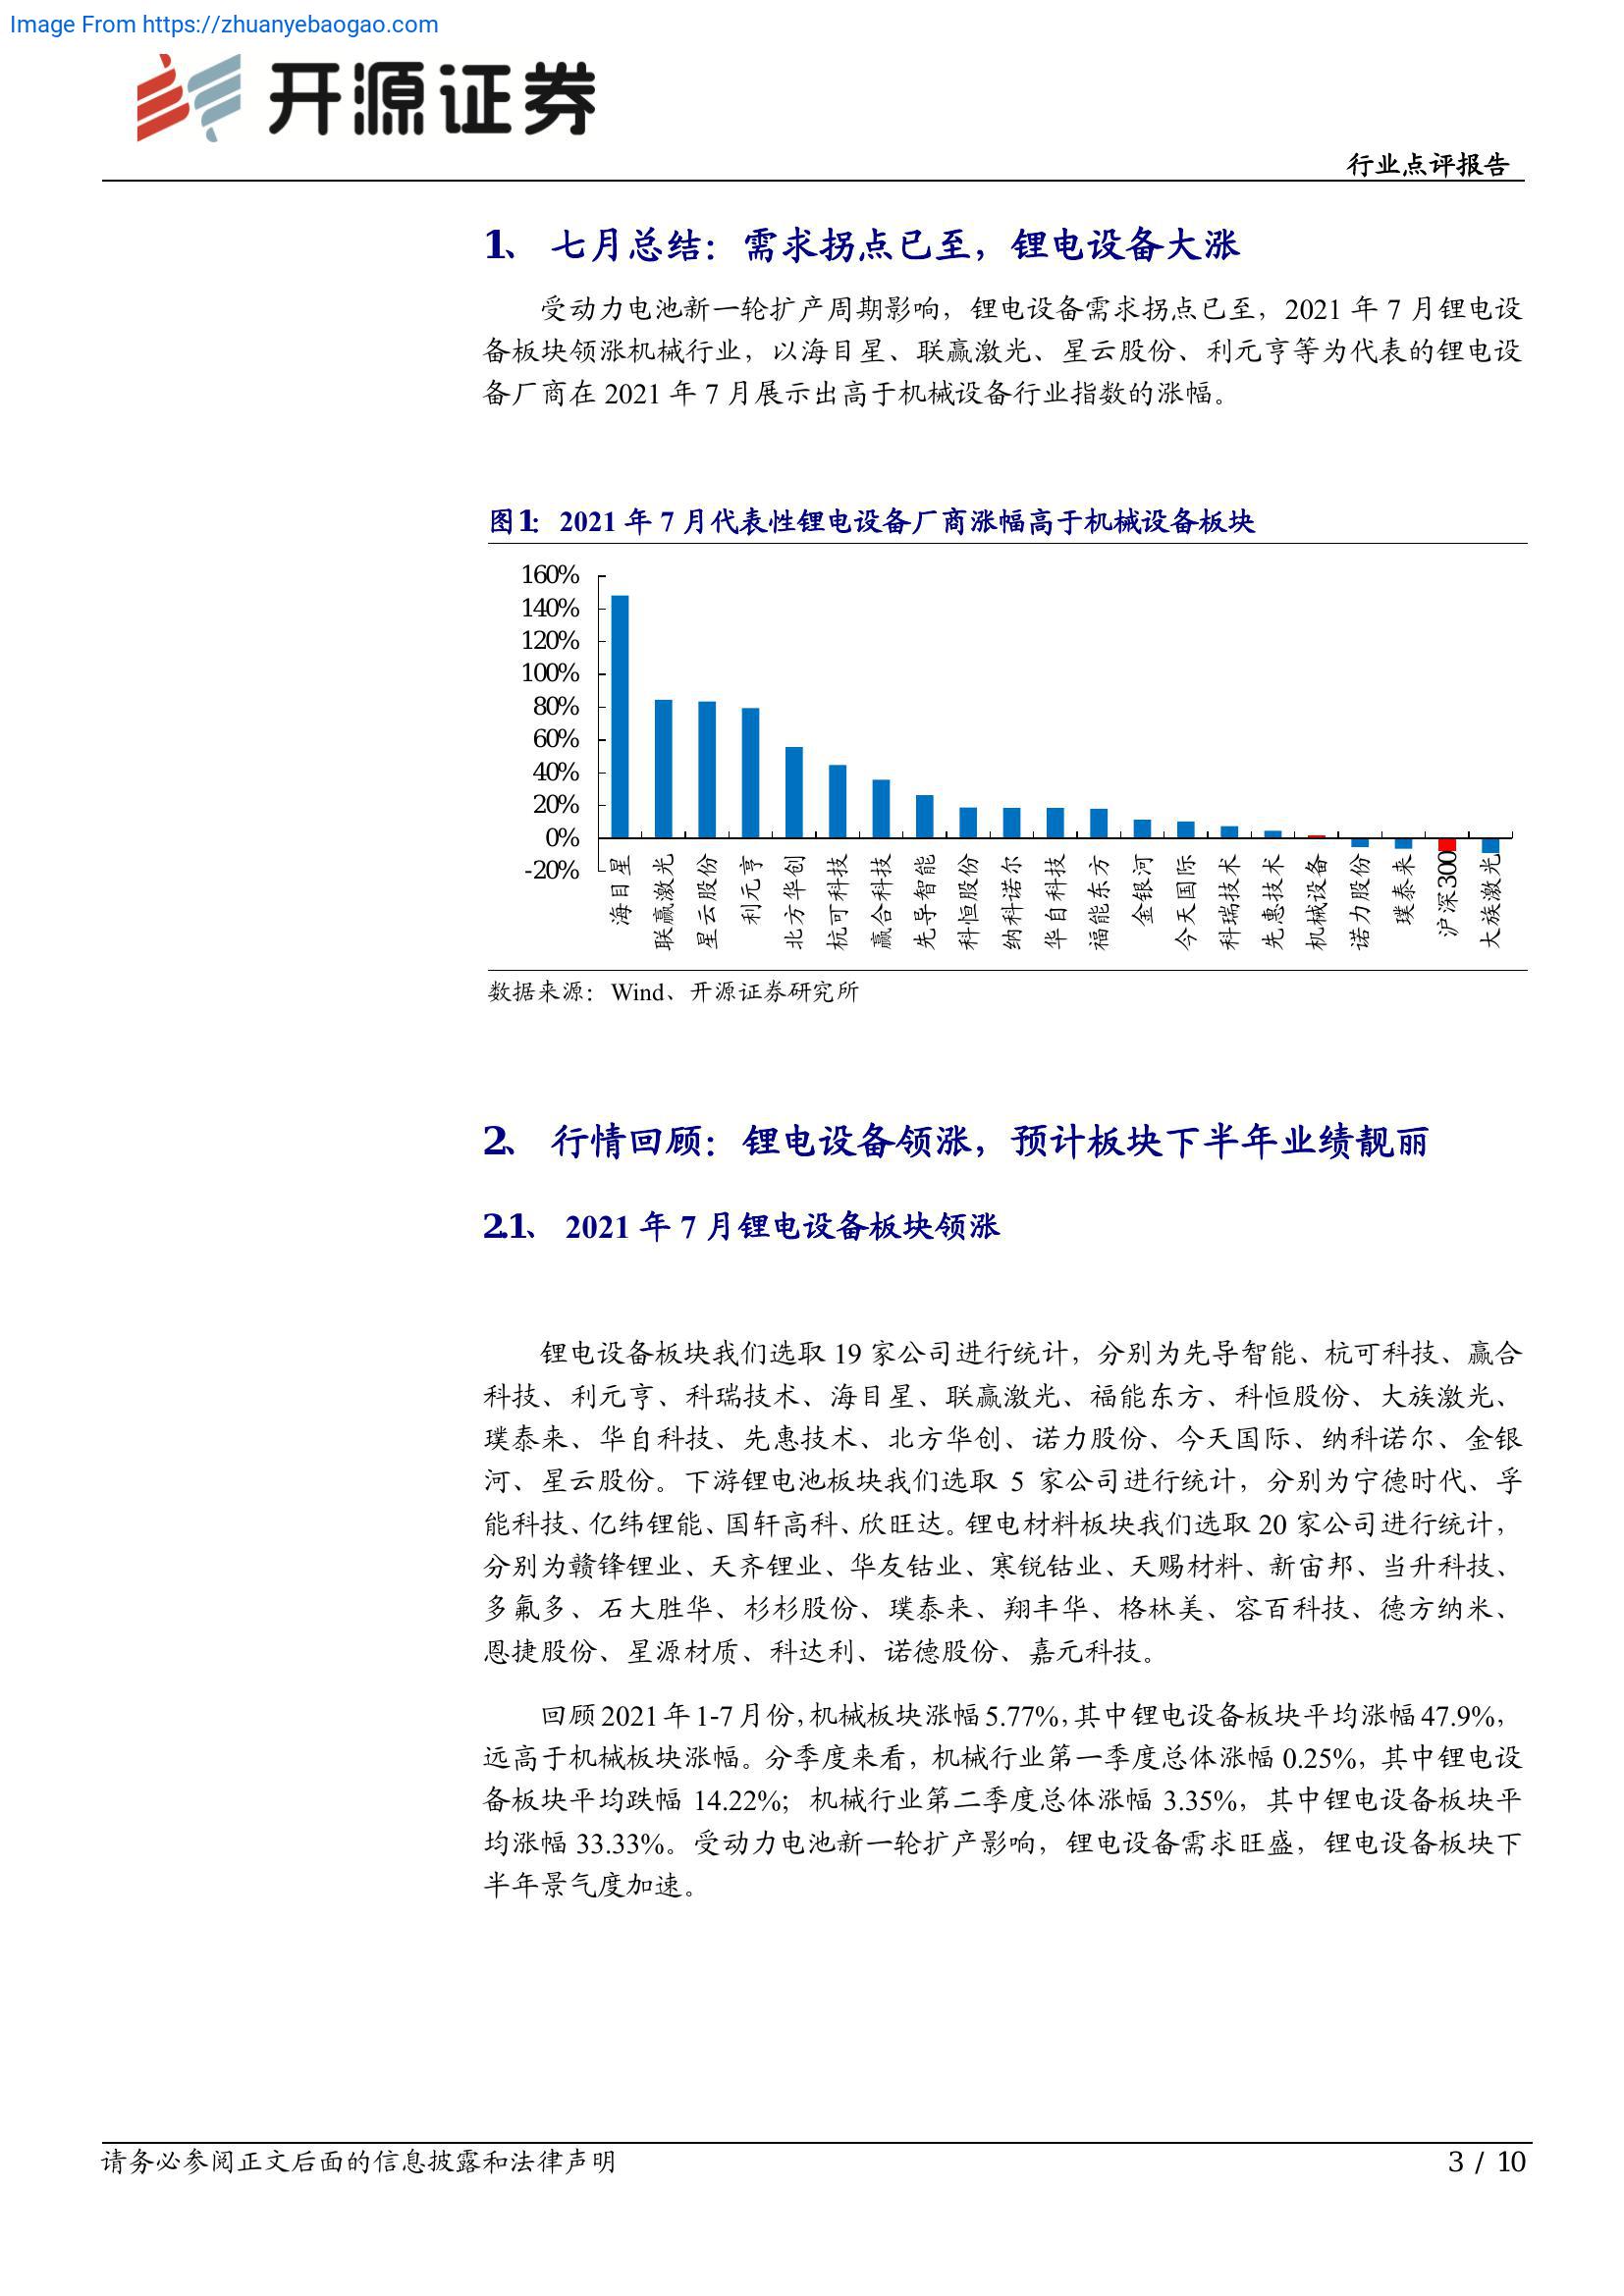 Image From https://zhuanyebaogao.com
开源证券
行业点评报告
1、 七月总结：需求拐点已至，锂电设备大涨
受动力电池新一轮扩产周期影响，锂电设备需求拐点已至，2021 年 7 月锂电设
备板块领涨机械行业，以海目星、联赢激光、星云股份、利元亨等为代表的锂电设
备厂商在 2021 年 7 月展示出高于机械设备行业指数的涨幅。
图1： 2021 年 7 月代表性锂电设备厂商涨幅高于机械设备板块
160%
140%
120%
100%
80%
60%
40%
20%
0%
-20%
海目星
联赢激光
星云股份
利元亨
北方华创
杭可科技
赢合科技
先导智能
科恒股份
纳科诺尔
华自科技
福能东方
金银河
今天国际
科瑞技术
先惠技术
机械设备
诺力股份
璞泰来
沪深300
大族激光
数据来源：Wind、开源证券研究所
2、 行情回顾：锂电设备领涨，预计板块下半年业绩靓丽
2.1、 2021 年 7 月锂电设备板块领涨
锂电设备板块我们选取 19 家公司进行统计，分别为先导智能、杭可科技、赢合
科技、利元亨、科瑞技术、海目星、联赢激光、福能东方、科恒股份、大族激光、
璞泰来、华自科技、先惠技术、北方华创、诺力股份、今天国际、纳科诺尔、金银
河、星云股份。下游锂电池板块我们选取 5 家公司进行统计，分别为宁德时代、孚
能科技、亿纬锂能、国轩高科、欣旺达。锂电材料板块我们选取 20 家公司进行统计，
分别为赣锋锂业、天齐锂业、华友钴业、寒锐钴业、天赐材料、新宙邦、当升科技、
多氟多、石大胜华、杉杉股份、璞泰来、翔丰华、格林美、容百科技、德方纳米、
恩捷股份、星源材质、科达利、诺德股份、嘉元科技。
回顾 2021 年 1-7 月份，机械板块涨幅 5.77%，其中锂电设备板块平均涨幅 47.9%，
远高于机械板块涨幅。分季度来看，机械行业第一季度总体涨幅 0.25%，其中锂电设
备板块平均跌幅 14.22%；机械行业第二季度总体涨幅 3.35%，其中锂电设备板块平
均涨幅 33.33%。受动力电池新一轮扩产影响，锂电设备需求旺盛，锂电设备板块下
半年景气度加速。
请务必参阅正文后面的信息披露和法律声明
3 / 10